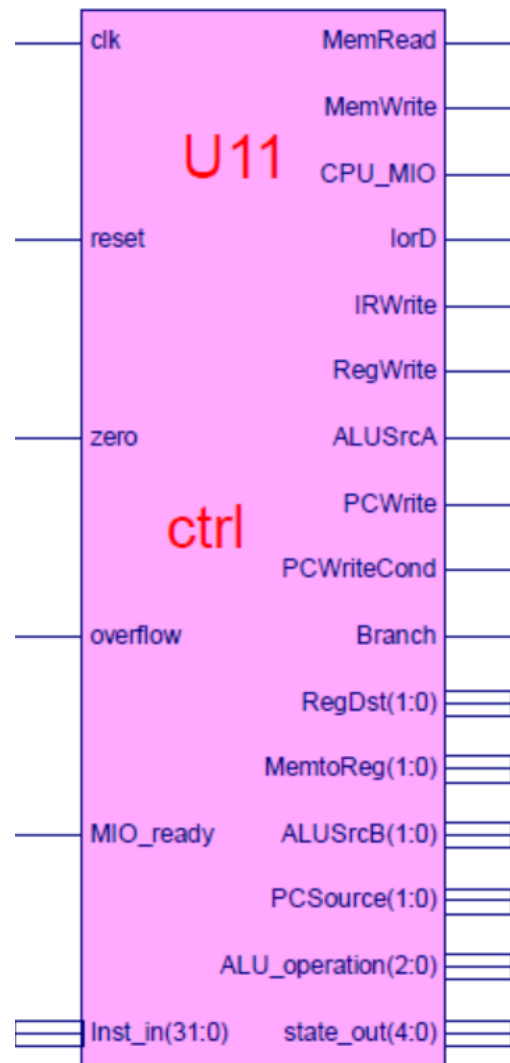 clk MemRead
MemWrite
U11
CPU_MIO
reset IorD
IRWrite
RegWrite
zero ALUSrcA
PCWrite
ctrl
PCWriteCond
overflow Branch
RegDst(1:0)
MemtoReg(1:0)
MIO_ready ALUSrcB(1:0)
PCSource(1:0)
ALU_operation(2:0)
Inst_in(31:0) state_out(4:0)